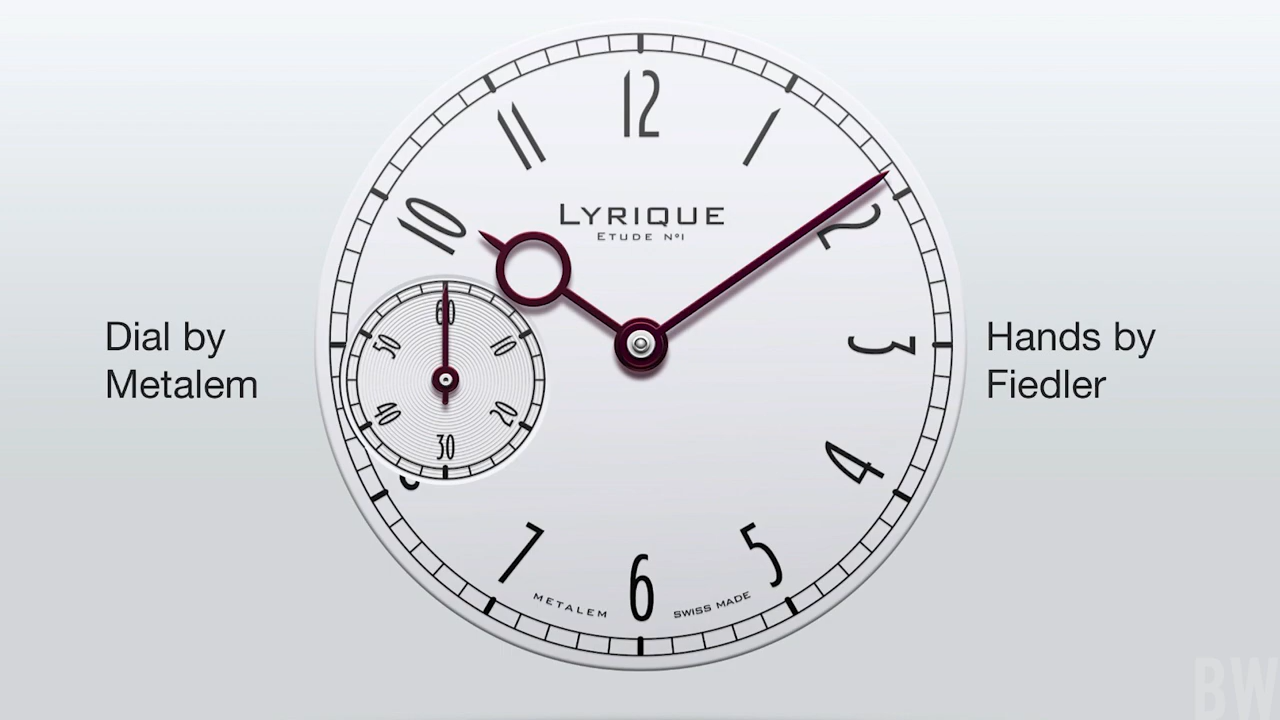 12
11
1
10
LYRIQUE
ETUDE Nº1
2
60
50
10
Dial by
Metalem
3
Hands by
Fiedler
40
20
30
4
7
5
6
METALEM
SWISS MADE
BW